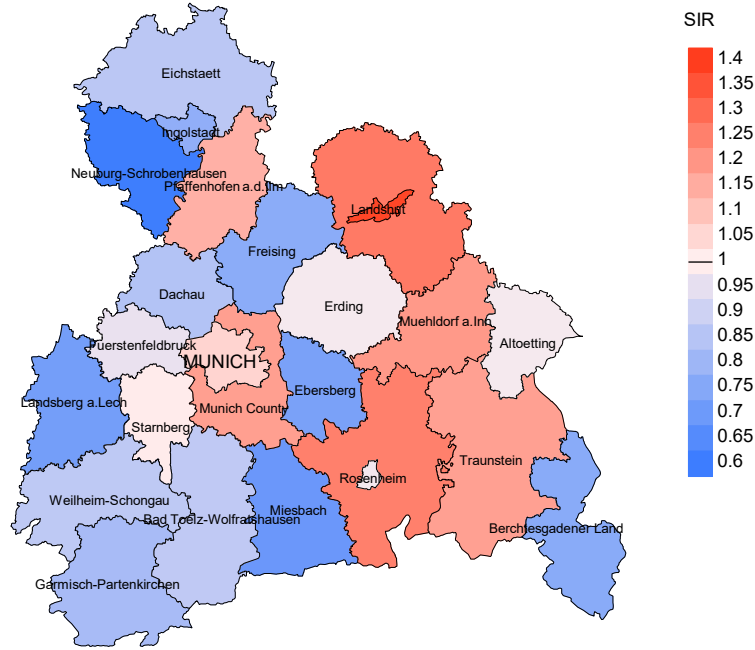 SIR
1.4
1.35
1.3
1.25
1.2
1.15
1.1
1.05
1
0.95
0.9
0.85
0.8
0.75
0.7
0.65
0.6
Eichstaett
Ingolstadt
Neuburg-Schrobenhausen
Pfaffenhofen a.d.Ilm
Landshut
Freising
Dachau
Erding
Muehldorf a.Inn
Altoetting
Fuerstenfeldbruck
MUNICH
Ebersberg
Landsberg a.Lech
Munich County
Starnberg
Traunstein
Rosenheim
Weilheim-Schongau
Miesbach
Bad Toelz-Wolfratshausen
Berchtesgadener Land
Garmisch-Partenkirchen